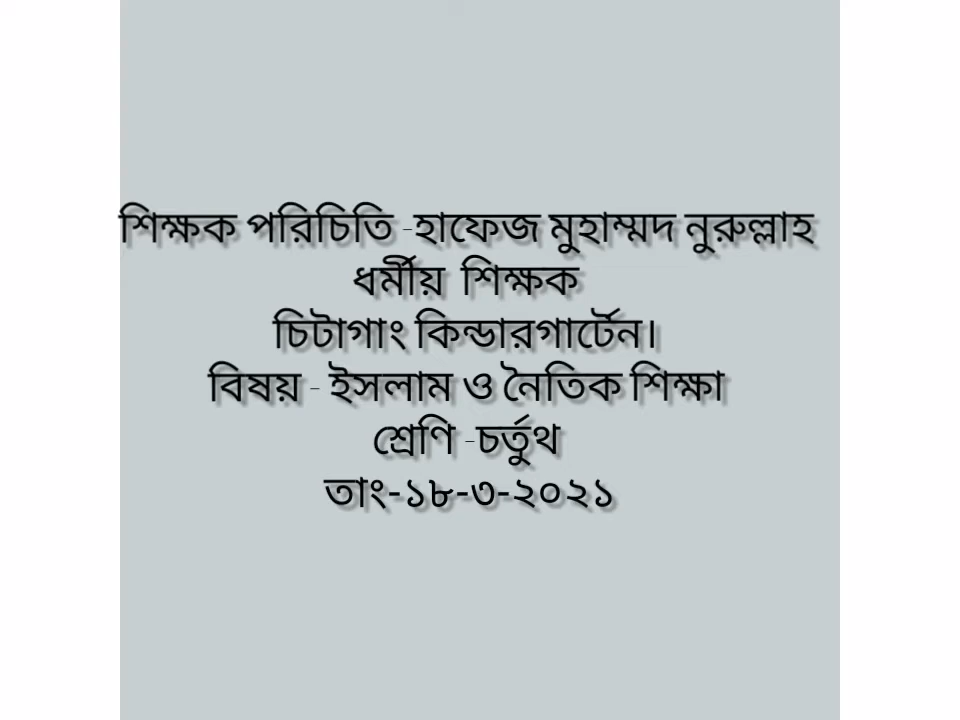 শিক্ষক পরিচিতি -হাফেজ মুহাম্মদ নুরুল্লাহ
ধর্মীয় শিক্ষক
চিটাগাং কিন্ডারগার্টেন।
বিষয় - ইসলাম ও নৈতিক শিক্ষা
শ্রেণি -চর্তুথ
তাং-১৮-৩-২০২১